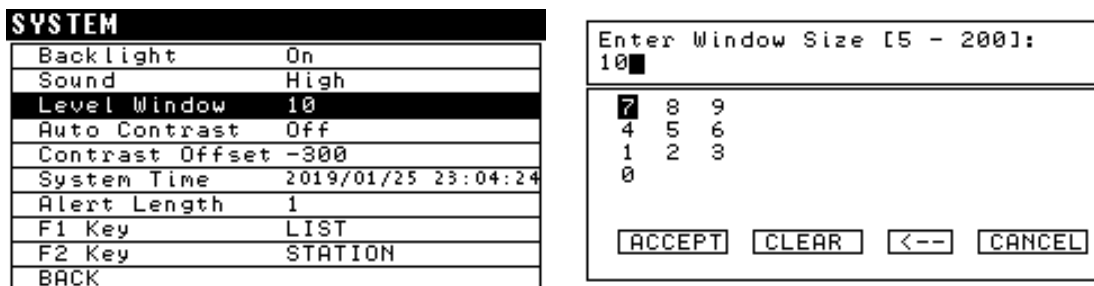 SYSTEM
Backlight On
Sound High
Level Window 10
Auto Contrast Off
Contrast Offset -300
System Time 2019/01/25 23:04:24
Alert Length 1
F1 Key LIST
F2 Key STATION
BACK
Enter Window Size [5 - 200]:
10
7 8 9
4 5 6
1 2 3
0
ACCEPT CLEAR <-- CANCEL